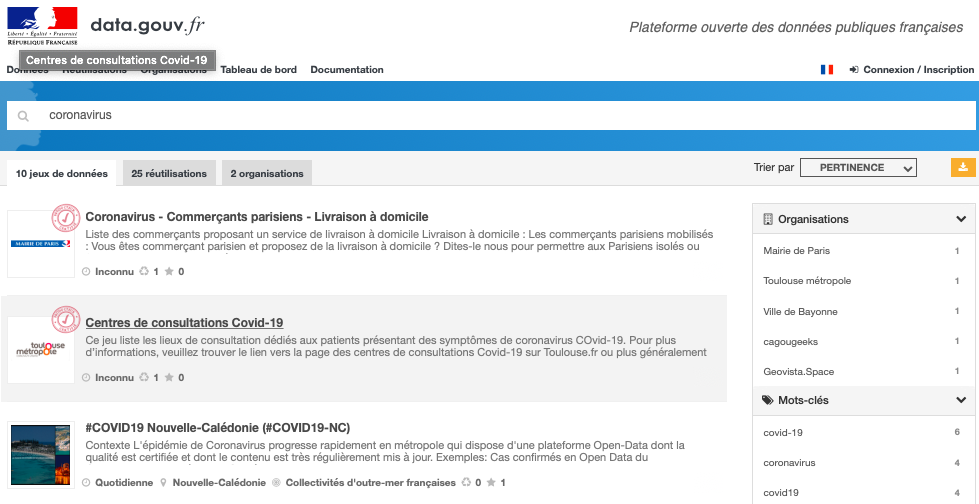 Liberté • Égalité • Fraternité
RÉPUBLIQUE FRANÇAISE
data.gouv.fr
Plateforme ouverte des données publiques françaises
Centres de consultations Covid-19
Données Réutilisations Organisations Tableau de bord Documentation
Connexion / Inscription
coronavirus
10 jeux de données 25 réutilisations 2 organisations
Trier par PERTINENCE
MAIRIE DE PARIS
Coronavirus - Commerçants parisiens - Livraison à domicile
Liste des commerçants proposant un service de livraison à domicile Livraison à domicile : Les commerçants parisiens mobilisés
: Vous êtes commerçant parisien et proposez de la livraison à domicile ? Dites-le nous pour permettre aux Parisiens isolés ou
Inconnu 1 0
toulouse
métropole
Centres de consultations Covid-19
Ce jeu liste les lieux de consultation dédiés aux patients présentant des symptômes de coronavirus COvid-19. Pour plus
d'informations, veuillez trouver le lien vers la page des centres de consultations Covid-19 sur Toulouse.fr ou plus généralement
Inconnu 1 0
#COVID19 Nouvelle-Calédonie (#COVID19-NC)
Contexte L'épidémie de Coronavirus progresse rapidement en métropole qui dispose d'une plateforme Open-Data dont la
qualité est certifiée et dont le contenu est très régulièrement mis à jour. Exemples: Cas confirmés en Open Data du
Quotidienne Nouvelle-Calédonie Collectivités d'outre-mer françaises 0 1
Organisations
Mairie de Paris 1
Toulouse métropole 1
Ville de Bayonne 1
cagougeeks 1
Geovista.Space 1
Mots-clés
covid-19 6
coronavirus 4
covid19 4